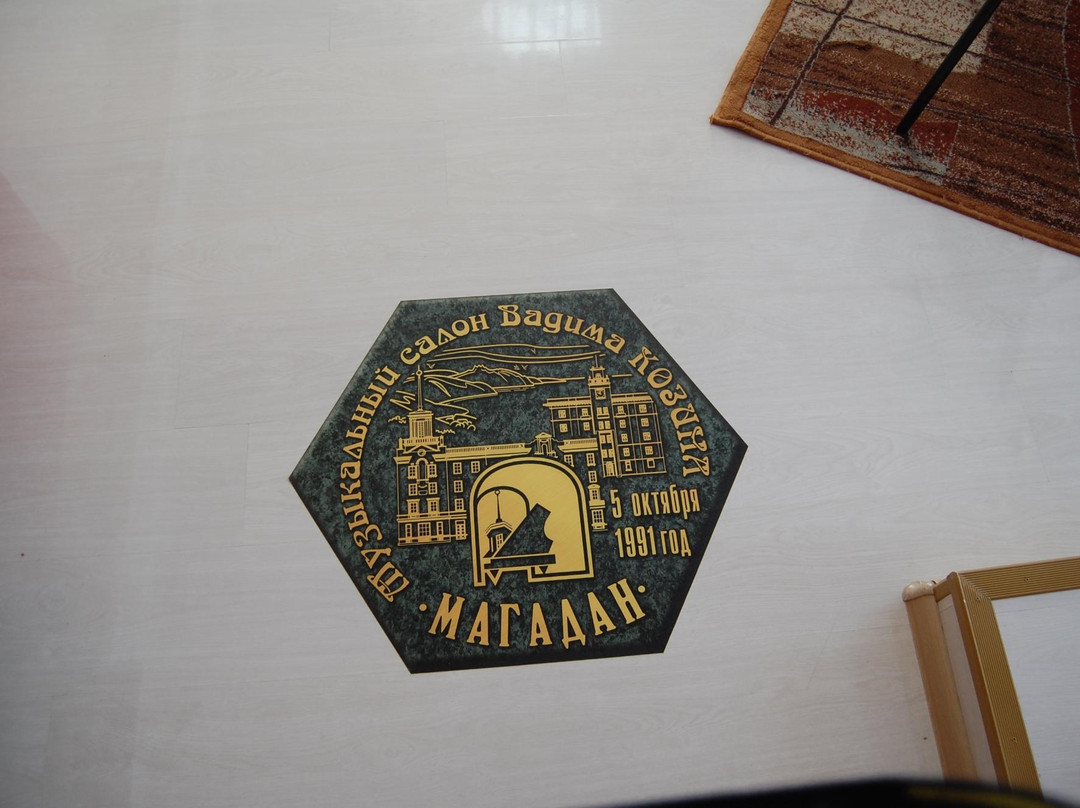 Музыкальный салон Вадима Козина
5 октября
1991 год
• МАГАДАН •